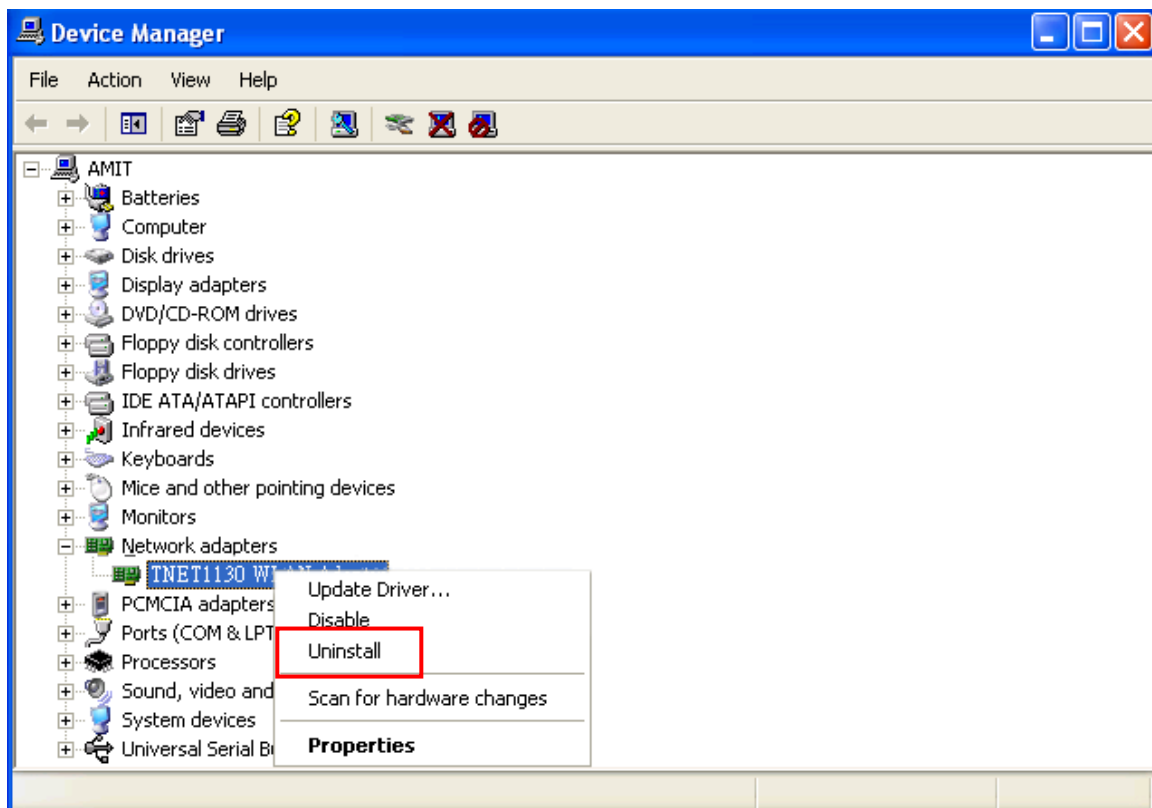 Device Manager
File Action View Help
AMIT
Batteries
Computer
Disk drives
Display adapters
DVD/CD-ROM drives
Floppy disk controllers
Floppy disk drives
IDE ATA/ATAPI controllers
Infrared devices
Keyboards
Mice and other pointing devices
Monitors
Network adapters
TNET1130
PCMCIA adapters
Ports (COM & LPT
Processors
Sound, video and
System devices
Universal Serial
Update Driver...
Disable
Uninstall
Scan for hardware changes
Properties